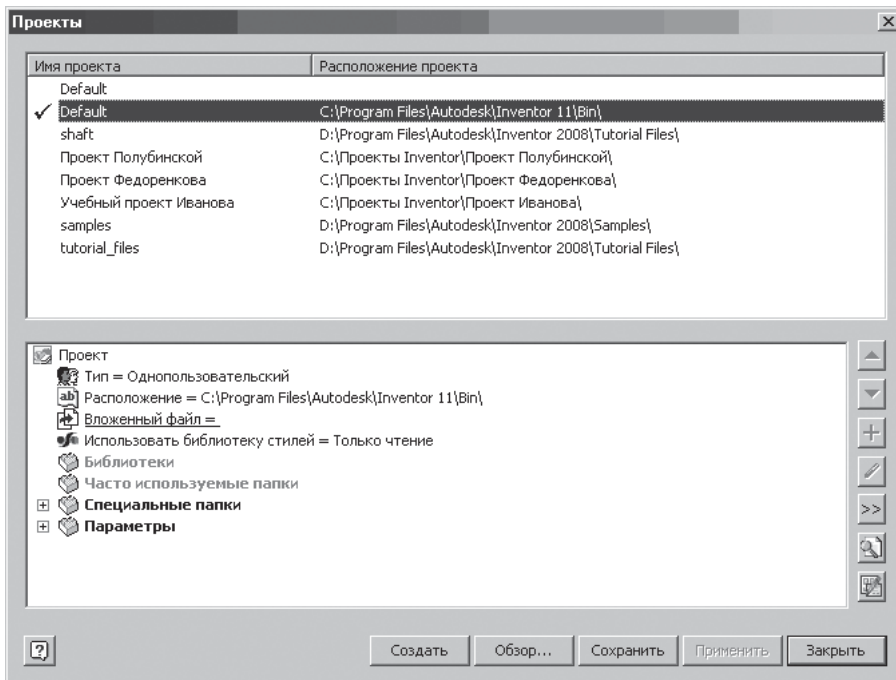 Проекты
Имя проекта Расположение проекта
Default
Default C:\Program Files\Autodesk\Inventor 11\Bin\
shaft D:\Program Files\Autodesk\Inventor 2008\Tutorial Files\
Проект Полубинской C:\Проекты Inventor\Проект Полубинской\
Проект Федоренкова C:\Проекты Inventor\Проект Федоренкова\
Учебный проект Иванова C:\Проекты Inventor\Проект Иванова\
samples D:\Program Files\Autodesk\Inventor 2008\Samples\
tutorial_files D:\Program Files\Autodesk\Inventor 2008\Tutorial Files\
Проект
Тип = Однопользовательский
Расположение = C:\Program Files\Autodesk\Inventor 11\Bin\
Вложенный файл =
Использовать библиотеку стилей = Только чтение
Библиотеки
Часто используемые папки
Специальные папки
Параметры
>>
Создать Обзор... Сохранить Применить Закрыть